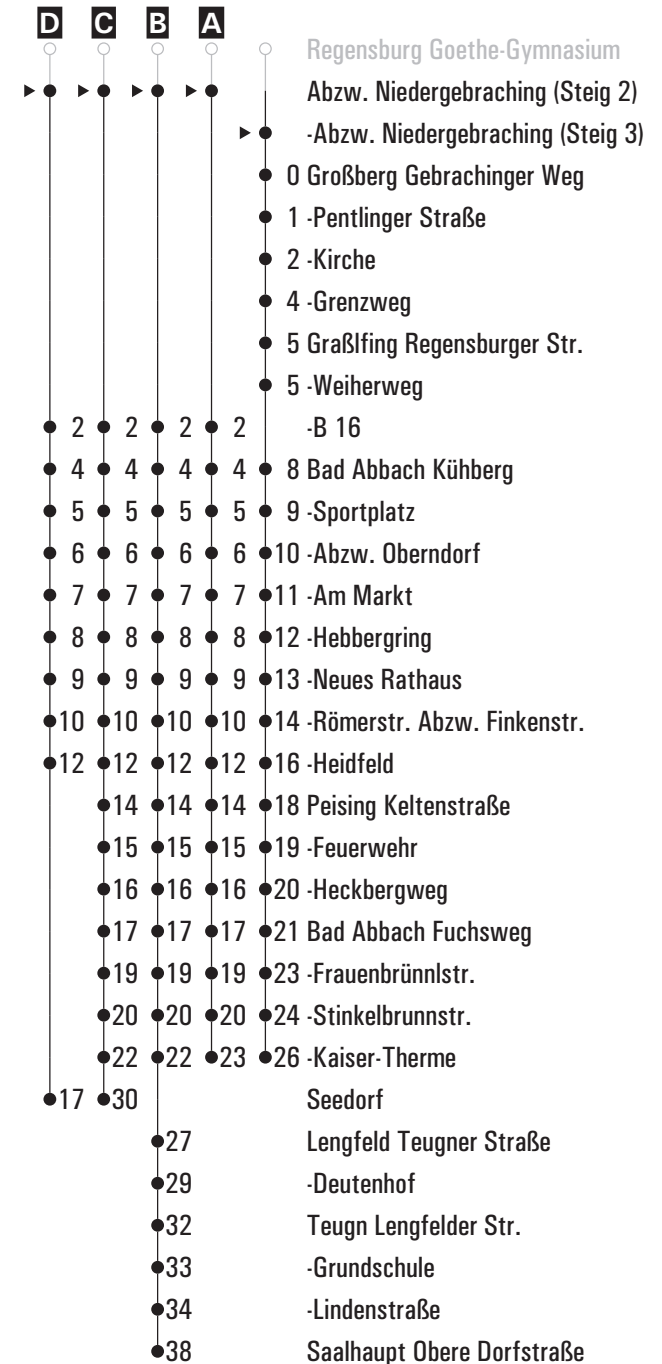 D C B A
Regensburg Goethe-Gymnasium
Abzw. Niedergebraching (Steig 2)
-Abzw. Niedergebraching (Steig 3)
0 Großberg Gebrachinger Weg
1 -Pentlinger Straße
2 -Kirche
4 -Grenzweg
5 Graßlfing Regensburger Str.
5 -Weiherweg
2 2 2 2 -B 16
4 4 4 4 8 Bad Abbach Kühberg
5 5 5 5 9 -Sportplatz
6 6 6 6 10 -Abzw. Oberndorf
7 7 7 7 11 -Am Markt
8 8 8 8 12 -Hebbergring
9 9 9 9 13 -Neues Rathaus
10 10 10 10 14 -Römerstr. Abzw. Finkenstr.
12 12 12 12 16 -Heidfeld
14 14 14 18 Peising Keltenstraße
15 15 15 19 -Feuerwehr
16 16 16 20 -Heckbergweg
17 17 17 21 Bad Abbach Fuchsweg
19 19 19 23 -Frauenbrünnlstr.
20 20 20 24 -Stinkelbrunnstr.
22 22 23 26 -Kaiser-Therme
17 30 Seedorf
27 Lengfeld Teugner Straße
29 -Deutenhof
32 Teugn Lengfelder Str.
33 -Grundschule
34 -Lindenstraße
38 Saalhaupt Obere Dorfstraße